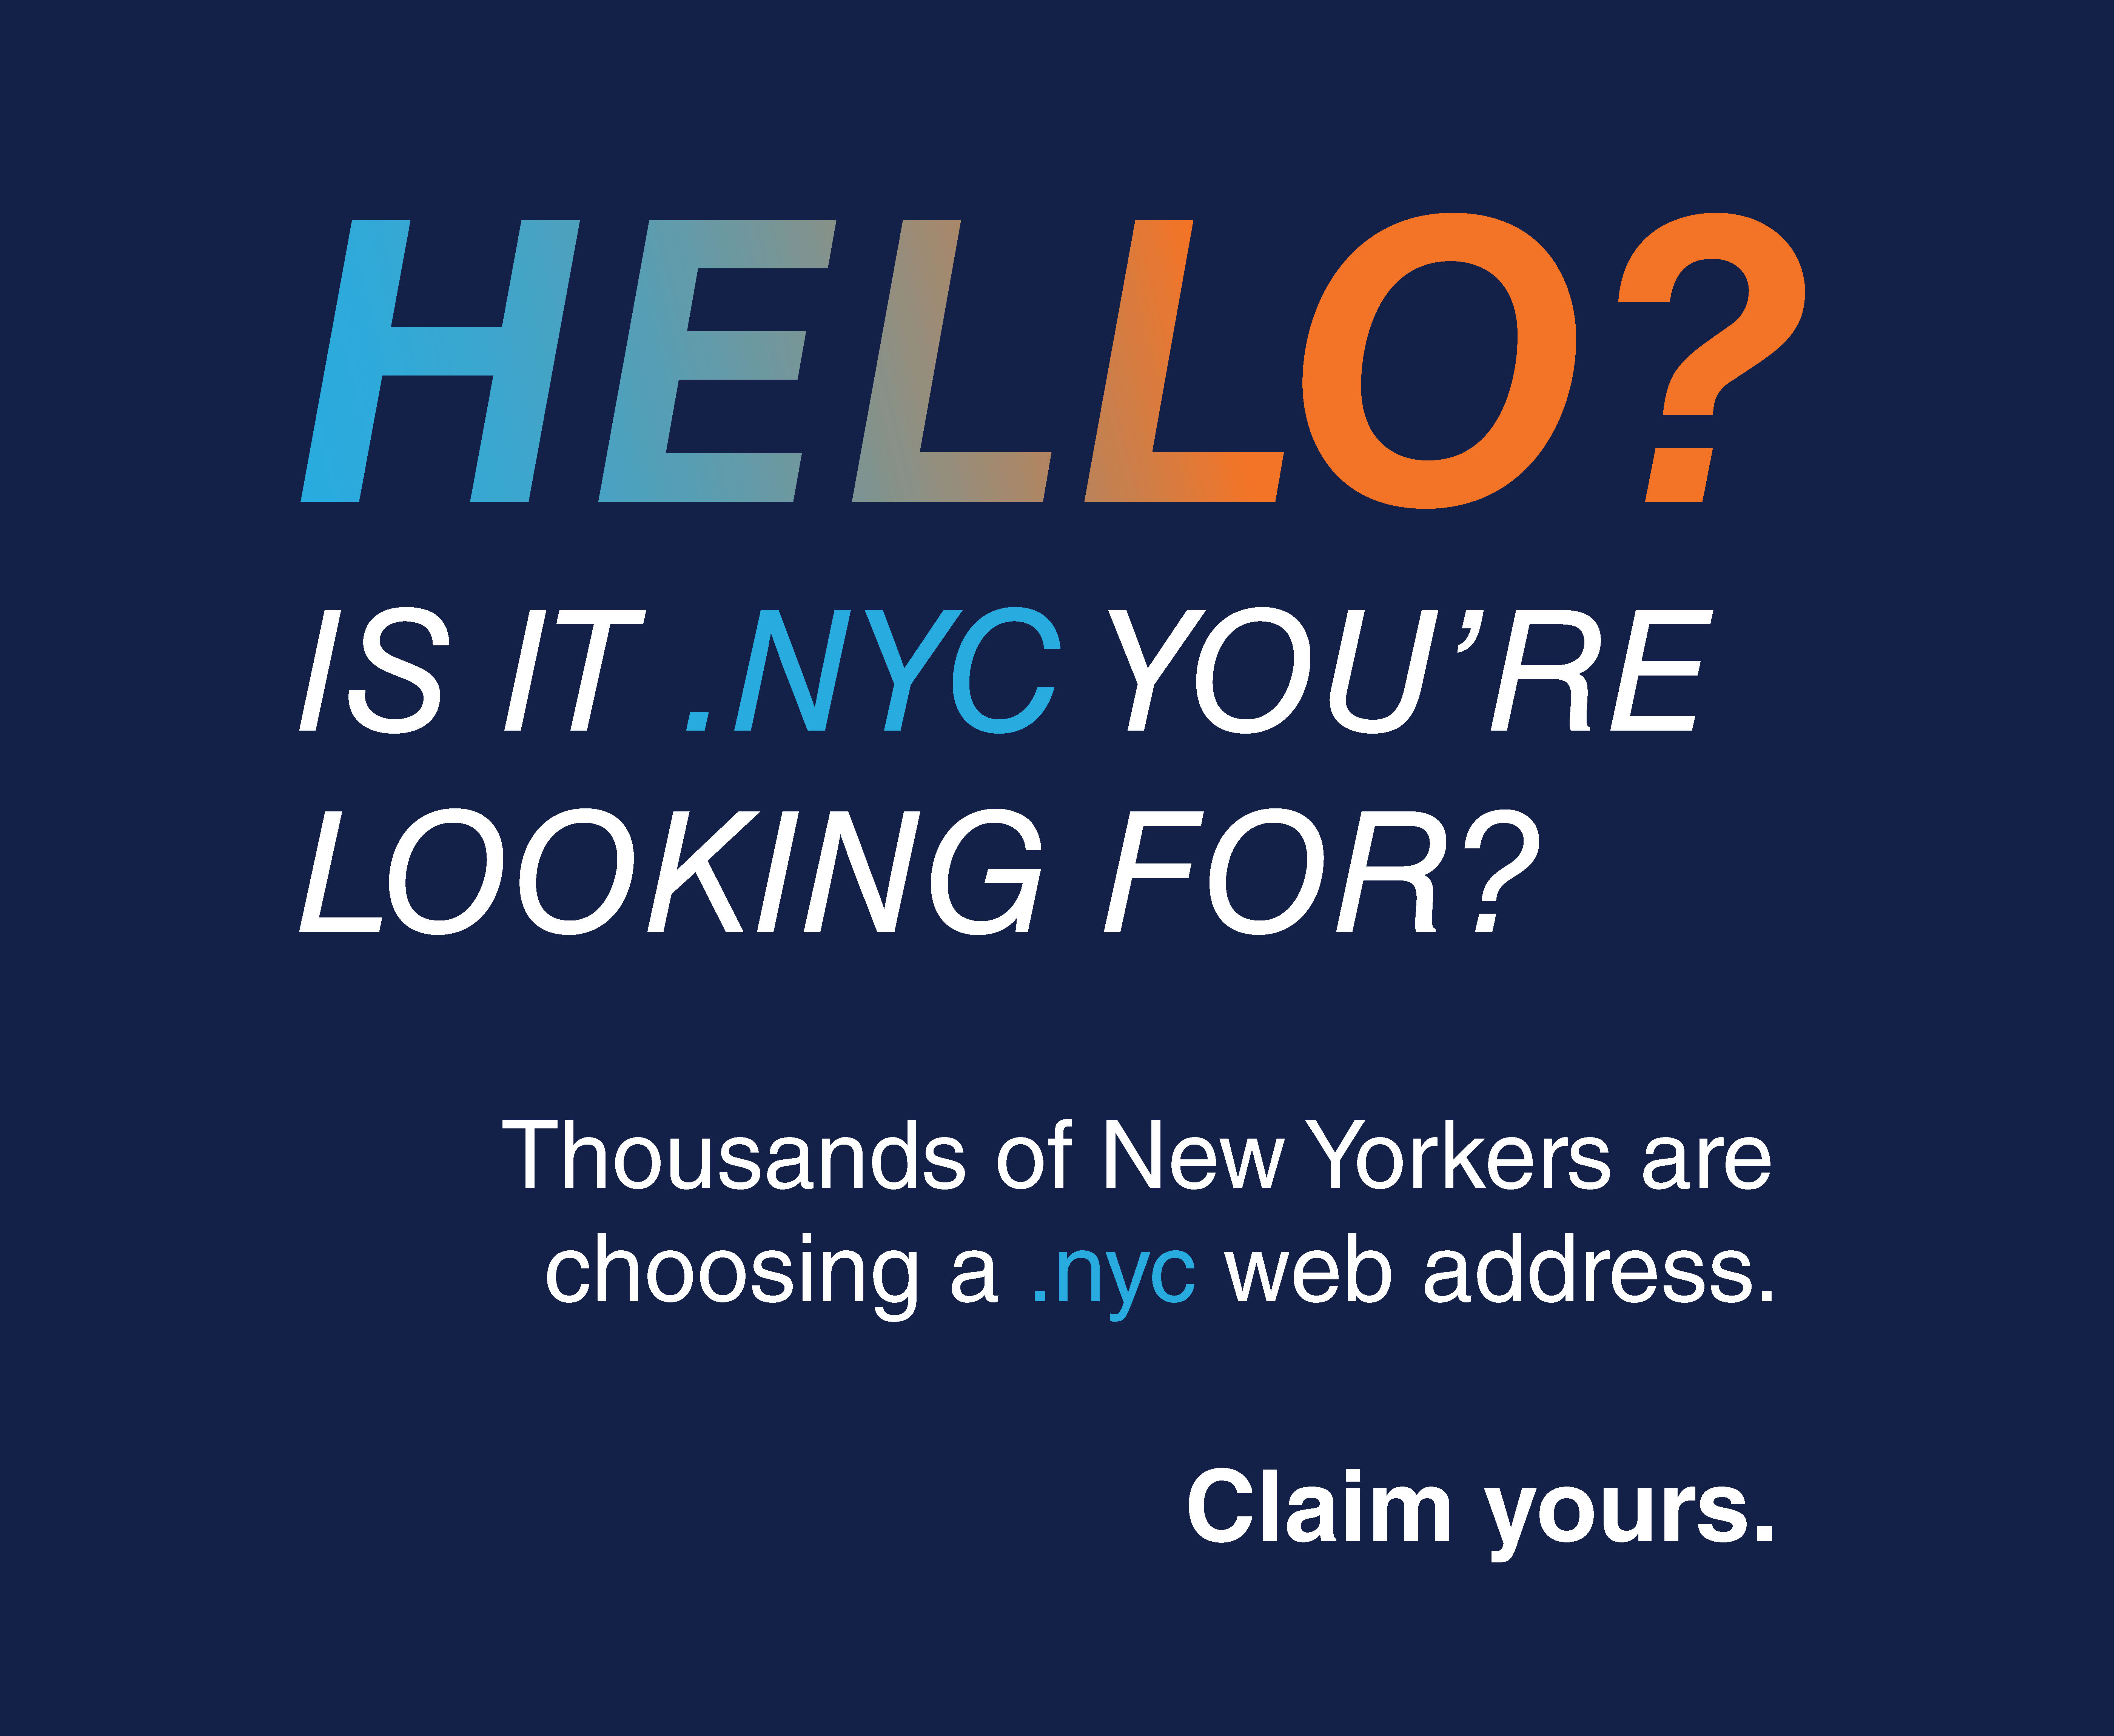 HELLO?
IS IT .NYC YOU’RE
LOOKING FOR?
Thousands of New Yorkers are
choosing a .nyc web address.
Claim yours.